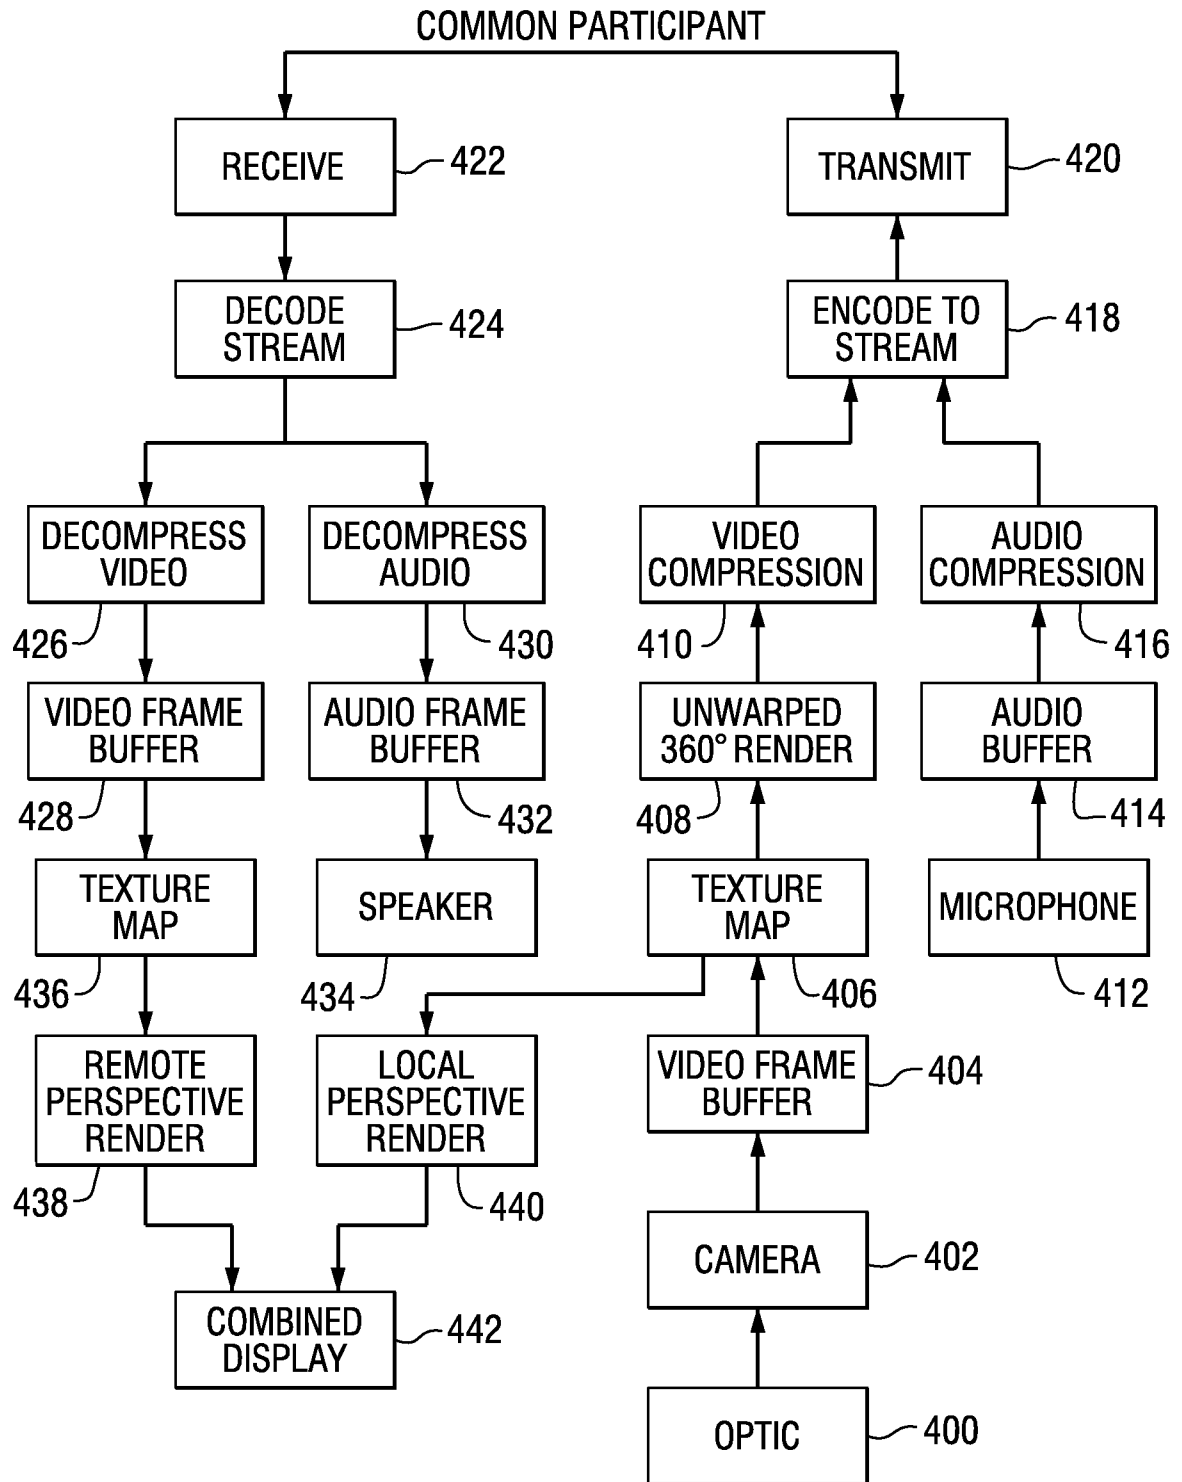 COMMON PARTICIPANT
RECEIVE
422
TRANSMIT
420
DECODE
STREAM
424
ENCODE TO
STREAM
418
DECOMPRESS
VIDEO
426
DECOMPRESS
AUDIO
430
VIDEO
COMPRESSION
410
AUDIO
COMPRESSION
416
VIDEO FRAME
BUFFER
428
AUDIO FRAME
BUFFER
432
UNWARPED
360° RENDER
408
AUDIO
BUFFER
414
TEXTURE
MAP
436
SPEAKER
434
TEXTURE
MAP
406
MICROPHONE
412
REMOTE
PERSPECTIVE
RENDER
438
LOCAL
PERSPECTIVE
RENDER
440
VIDEO FRAME
BUFFER
404
CAMERA
402
COMBINED
DISPLAY
442
OPTIC
400